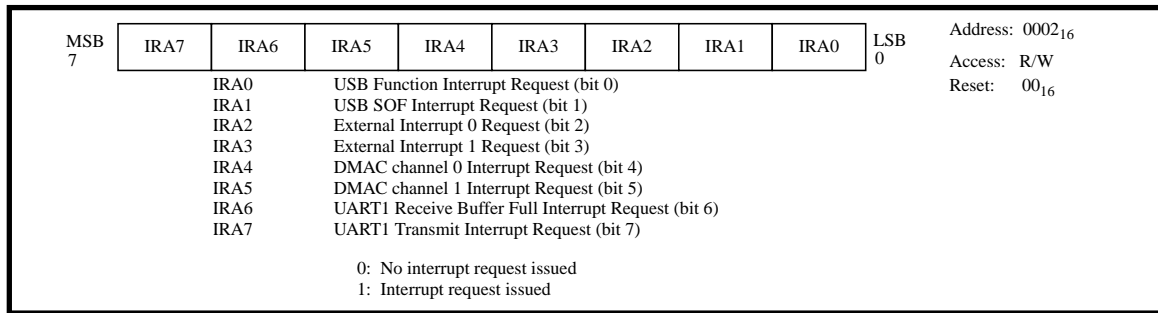 MSB
7
IRA7 IRA6 IRA5 IRA4 IRA3 IRA2 IRA1 IRA0
LSB
0
Address: 0002₁₆
Access: R/W
Reset: 00₁₆
IRA0 USB Function Interrupt Request (bit 0)
IRA1 USB SOF Interrupt Request (bit 1)
IRA2 External Interrupt 0 Request (bit 2)
IRA3 External Interrupt 1 Request (bit 3)
IRA4 DMAC channel 0 Interrupt Request (bit 4)
IRA5 DMAC channel 1 Interrupt Request (bit 5)
IRA6 UART1 Receive Buffer Full Interrupt Request (bit 6)
IRA7 UART1 Transmit Interrupt Request (bit 7)
0: No interrupt request issued
1: Interrupt request issued